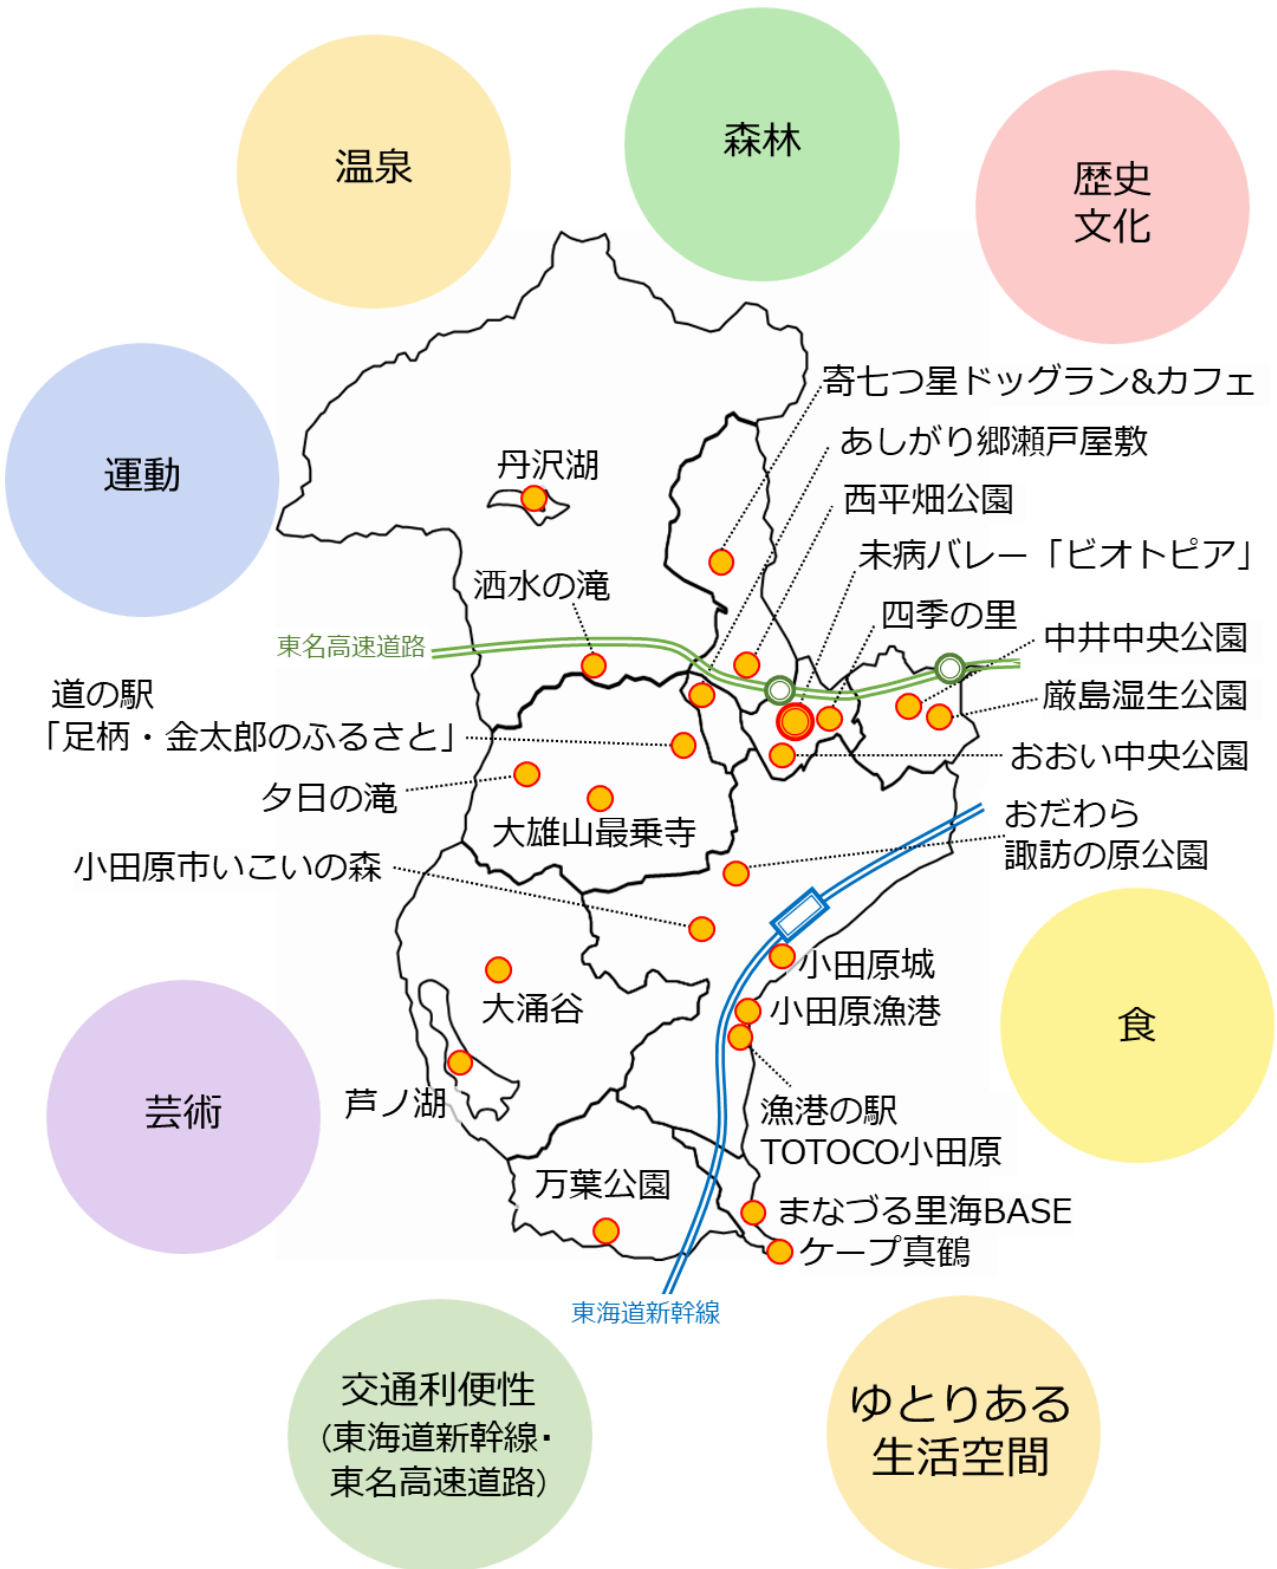 温泉
森林
歴史
文化
運動
寄七つ星ドッグラン&カフェ
あしがり郷瀬戸屋敷
丹沢湖
西平畑公園
未病バレー「ビオトピア」
洒水の滝
四季の里
中井中央公園
東名高速道路
厳島湿生公園
道の駅
「足柄・金太郎のふるさと」
おおい中央公園
夕日の滝
大雄山最乗寺
おだわら
諏訪の原公園
小田原市いこいの森
小田原城
大涌谷
小田原漁港
食
芦ノ湖
芸術
漁港の駅
TOTOCO小田原
万葉公園
まなづる里海BASE
ケープ真鶴
東海道新幹線
交通利便性
(東海道新幹線・
東名高速道路)
ゆとりある
生活空間